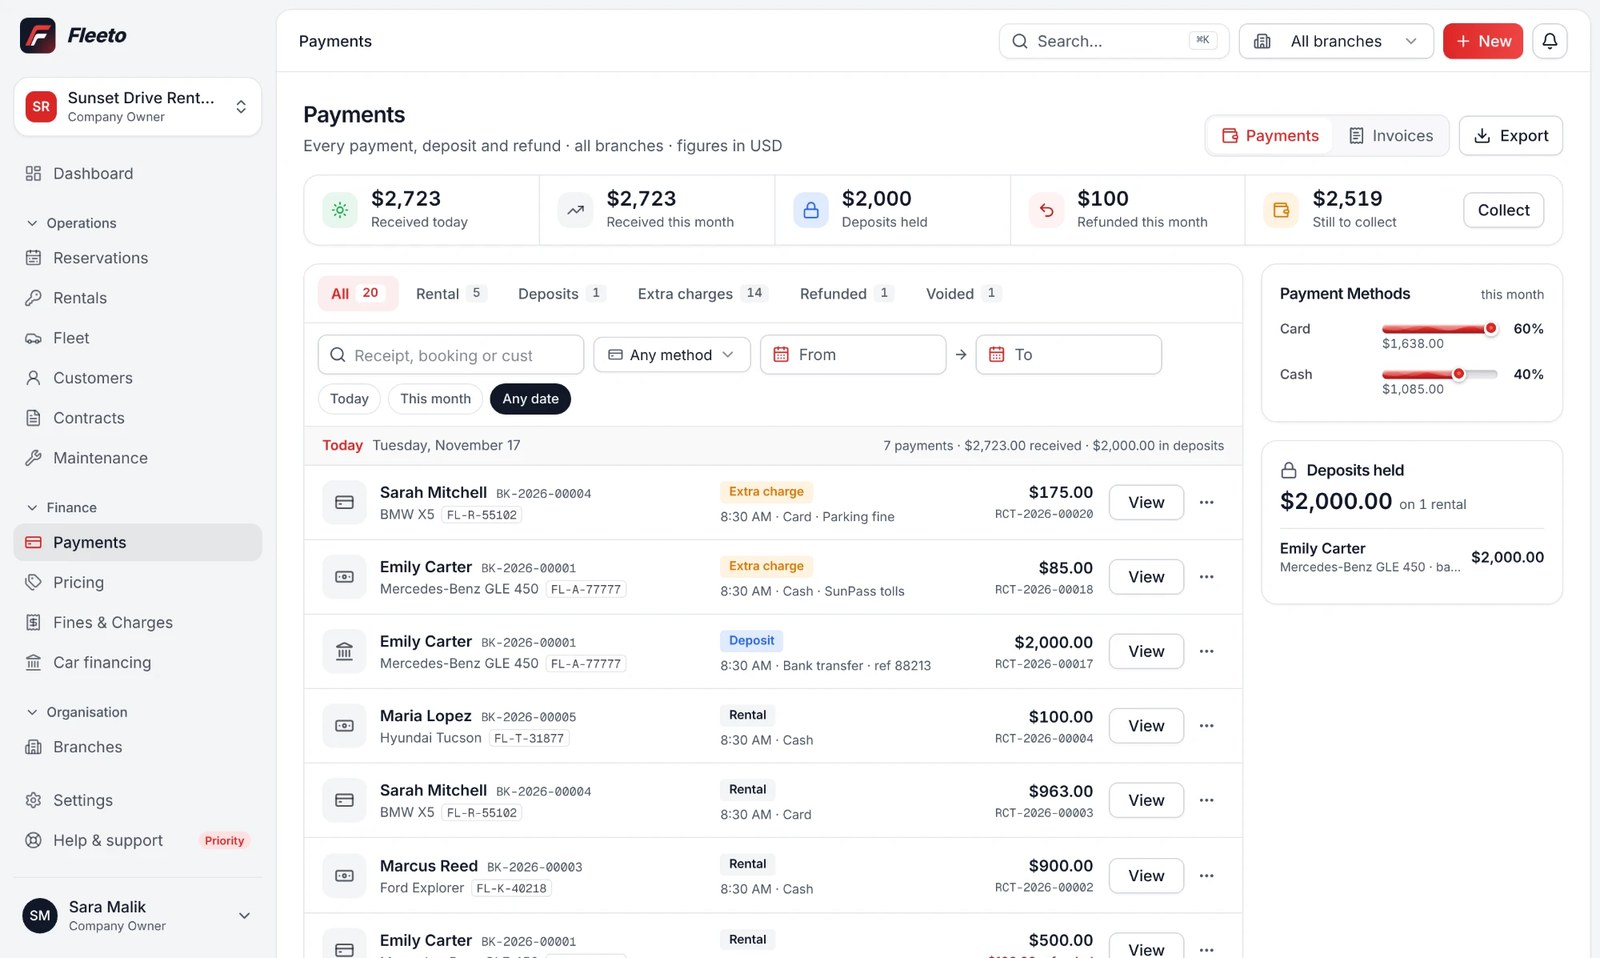 Fleeto
SR
Sunset Drive Rent...
Company Owner
Dashboard
Operations
Reservations
Rentals
Fleet
Customers
Contracts
Maintenance
Finance
Payments
Pricing
Fines & Charges
Car financing
Organisation
Branches
Settings
Help & support Priority
SM
Sara Malik
Company Owner
Payments
Search... ⌘K
All branches
+ New
Payments
Every payment, deposit and refund · all branches · figures in USD
Payments
Invoices
Export
$2,723
Received today
$2,723
Received this month
$2,000
Deposits held
$100
Refunded this month
$2,519
Still to collect
Collect
All 20 Rental 5 Deposits 1 Extra charges 14 Refunded 1 Voided 1
Receipt, booking or cust
Any method
From → To
Today This month Any date
Today Tuesday, November 17 7 payments · $2,723.00 received · $2,000.00 in deposits
Sarah Mitchell BK-2026-00004 Extra charge $175.00 View
BMW X5 FL-R-55102 8:30 AM · Card · Parking fine RCT-2026-00020
Emily Carter BK-2026-00001 Extra charge $85.00 View
Mercedes-Benz GLE 450 FL-A-77777 8:30 AM · Cash · SunPass tolls RCT-2026-00018
Emily Carter BK-2026-00001 Deposit $2,000.00 View
Mercedes-Benz GLE 450 FL-A-77777 8:30 AM · Bank transfer · ref 88213 RCT-2026-00017
Maria Lopez BK-2026-00005 Rental $100.00 View
Hyundai Tucson FL-T-31877 8:30 AM · Cash RCT-2026-00004
Sarah Mitchell BK-2026-00004 Rental $963.00 View
BMW X5 FL-R-55102 8:30 AM · Card RCT-2026-00003
Marcus Reed BK-2026-00003 Rental $900.00 View
Ford Explorer FL-K-40218 8:30 AM · Cash RCT-2026-00002
Emily Carter BK-2026-00001 Rental $500.00 View
Payment Methods this month
Card 60%
$1,638.00
Cash 40%
$1,085.00
Deposits held
$2,000.00 on 1 rental
Emily Carter $2,000.00
Mercedes-Benz GLE 450 · ba...